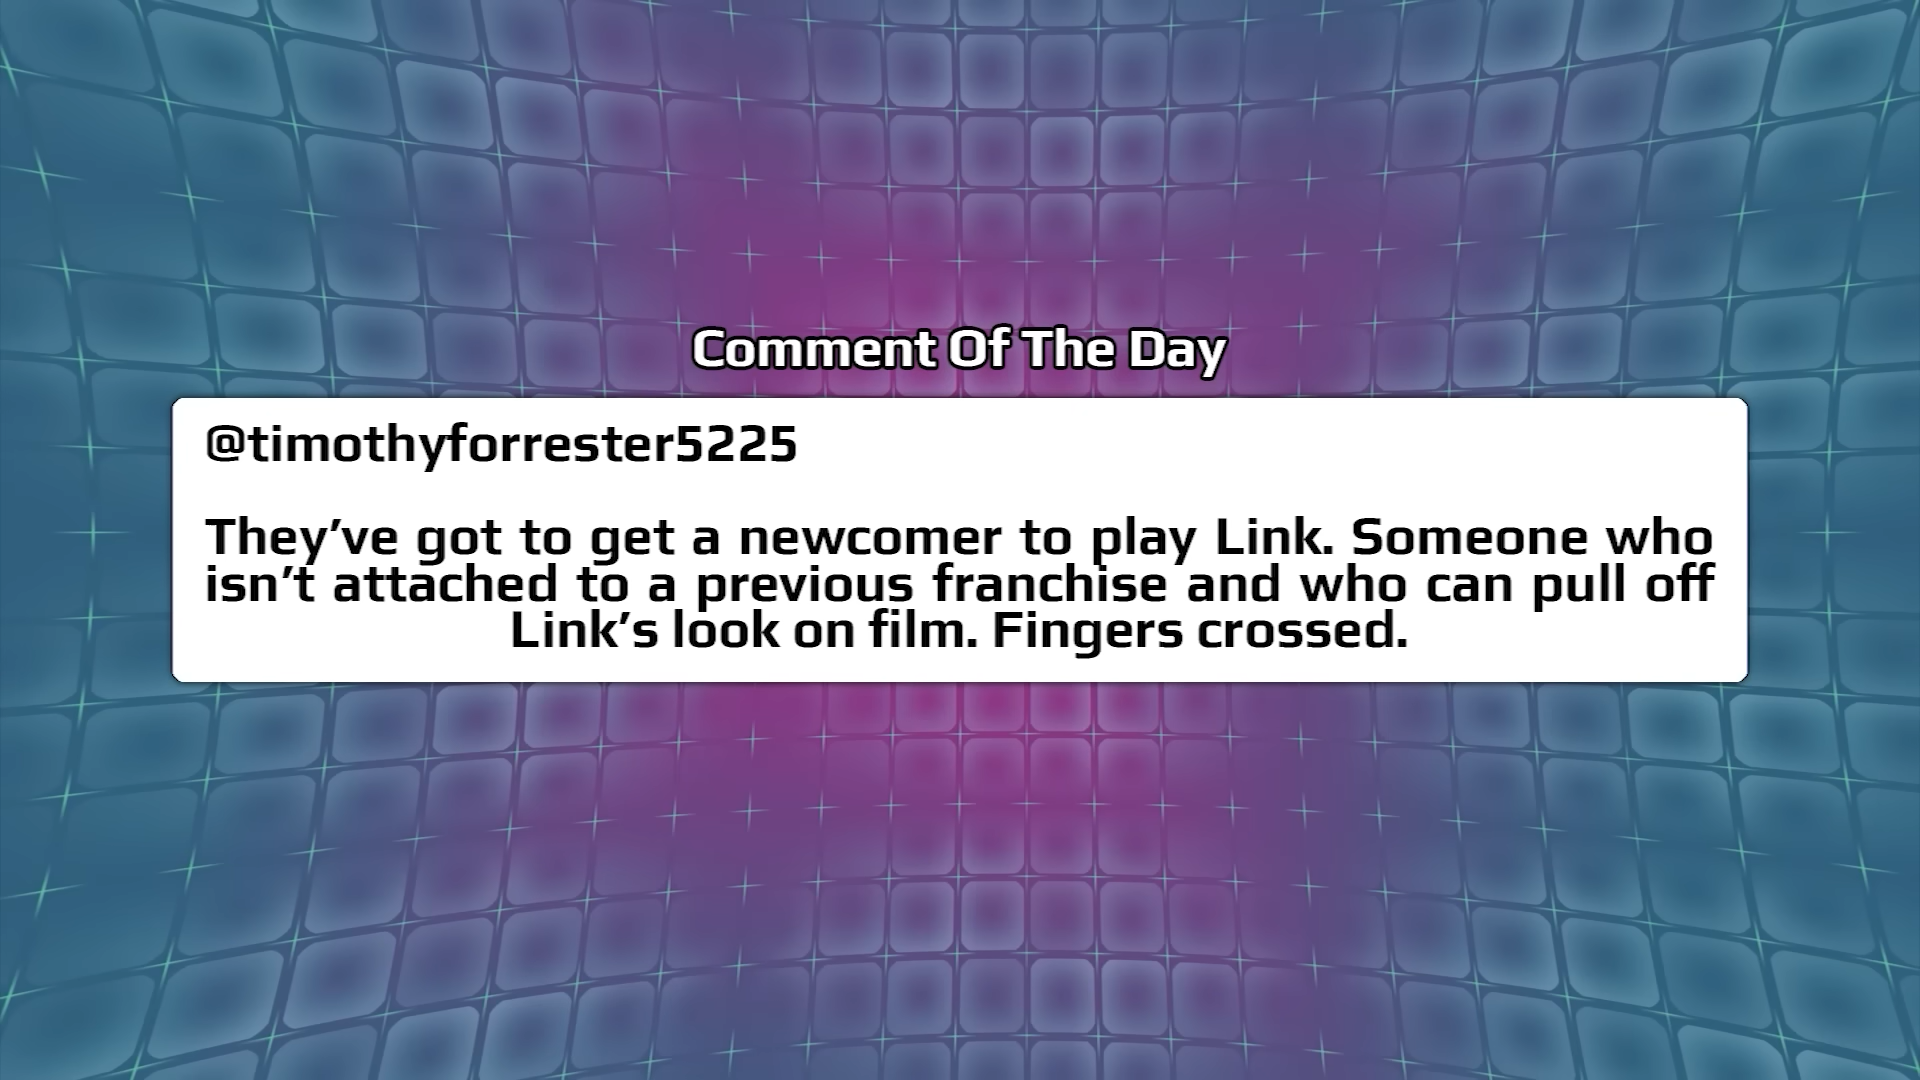 Comment Of The Day
@timothyforrester5225
They’ve got to get a newcomer to play Link. Someone who
isn’t attached to a previous franchise and who can pull off
Link’s look on film. Fingers crossed.